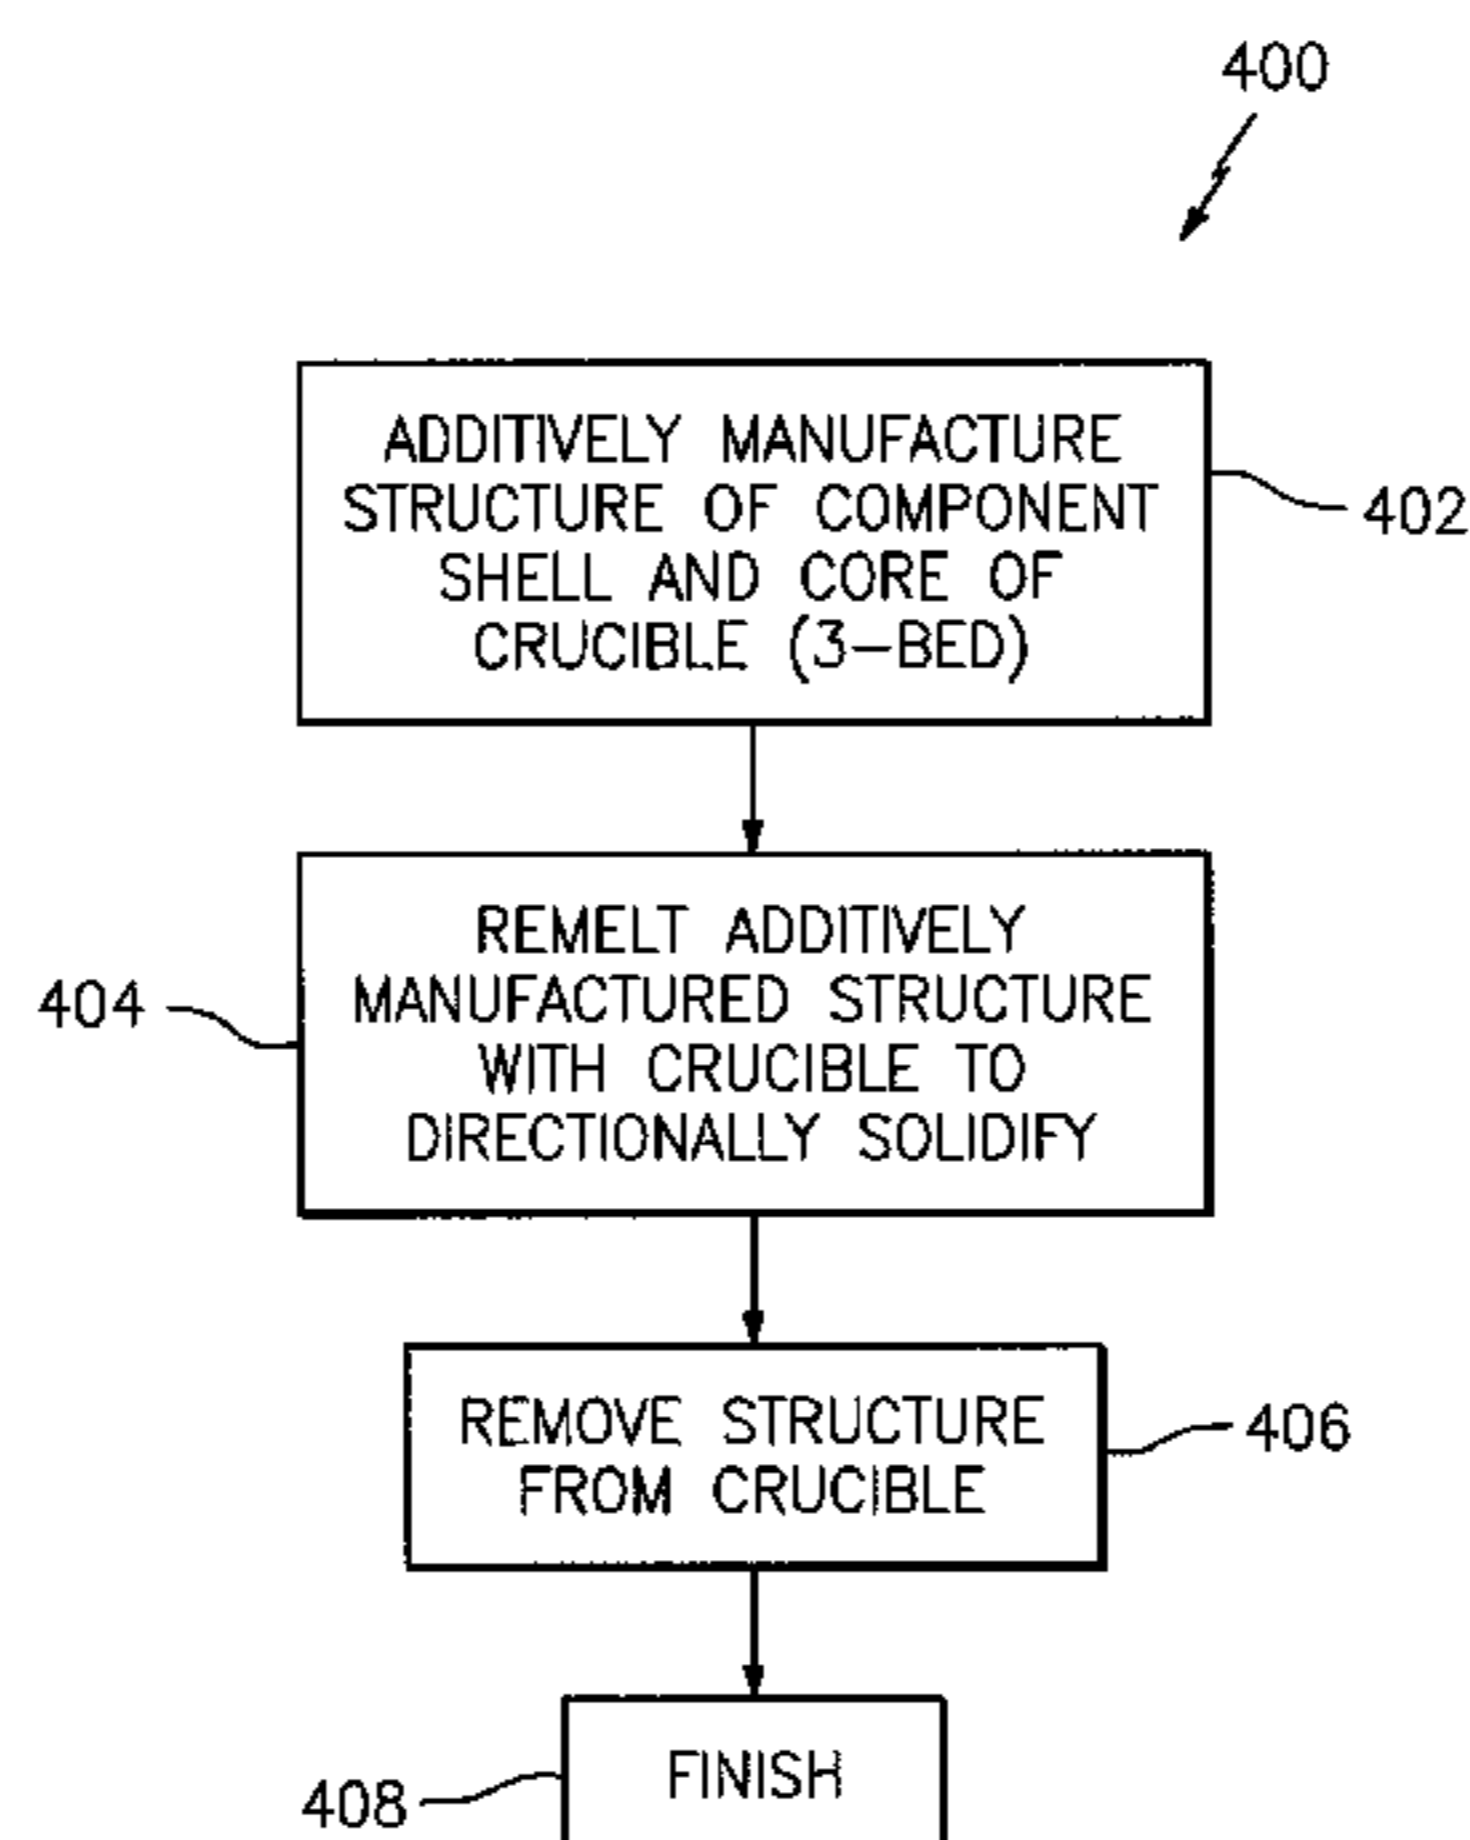 400
ADDITIVELY MANUFACTURE
STRUCTURE OF COMPONENT
SHELL AND CORE OF
CRUCIBLE (3-BED)
402
REMELT ADDITIVELY
MANUFACTURED STRUCTURE
WITH CRUCIBLE TO
DIRECTIONALLY SOLIDIFY
404
REMOVE STRUCTURE
FROM CRUCIBLE
406
FINISH
408